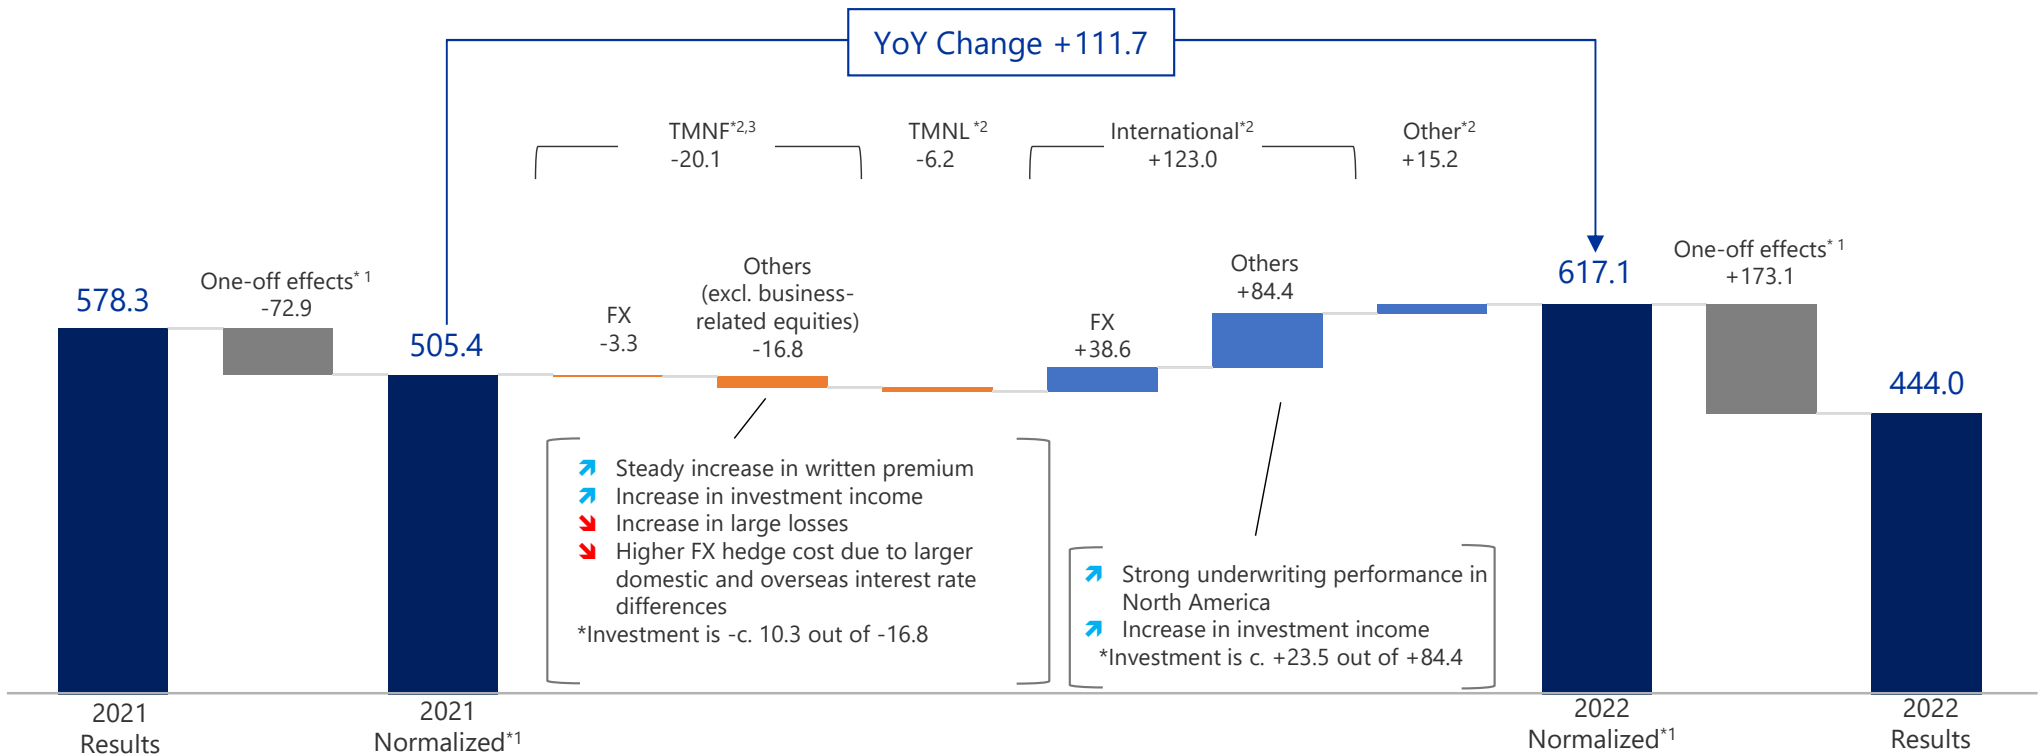 YoY Change +111.7
TMNF*2,3
-20.1
TMNL *2
-6.2
International*2
+123.0
Other*2
+15.2
578.3
One-off effects* 1
-72.9
505.4
FX
-3.3
Others
(excl. business-
related equities)
-16.8
FX
+38.6
Others
+84.4
617.1
One-off effects* 1
+173.1
444.0
Steady increase in written premium
Increase in investment income
Increase in large losses
Higher FX hedge cost due to larger
domestic and overseas interest rate
differences
*Investment is -c. 10.3 out of -16.8
Strong underwriting performance in
North America
Increase in investment income
*Investment is c. +23.5 out of +84.4
2021
Results
2021
Normalized*1
2022
Normalized*1
2022
Results